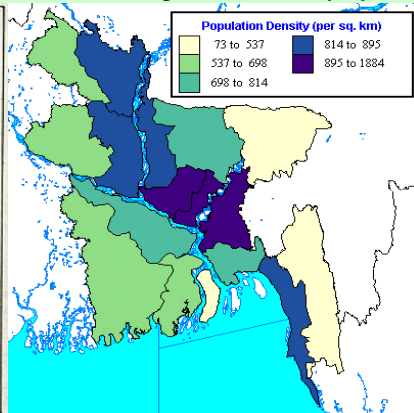 Population Density (per sq. km)
73 to 537
814 to 895
537 to 698
895 to 1884
698 to 814